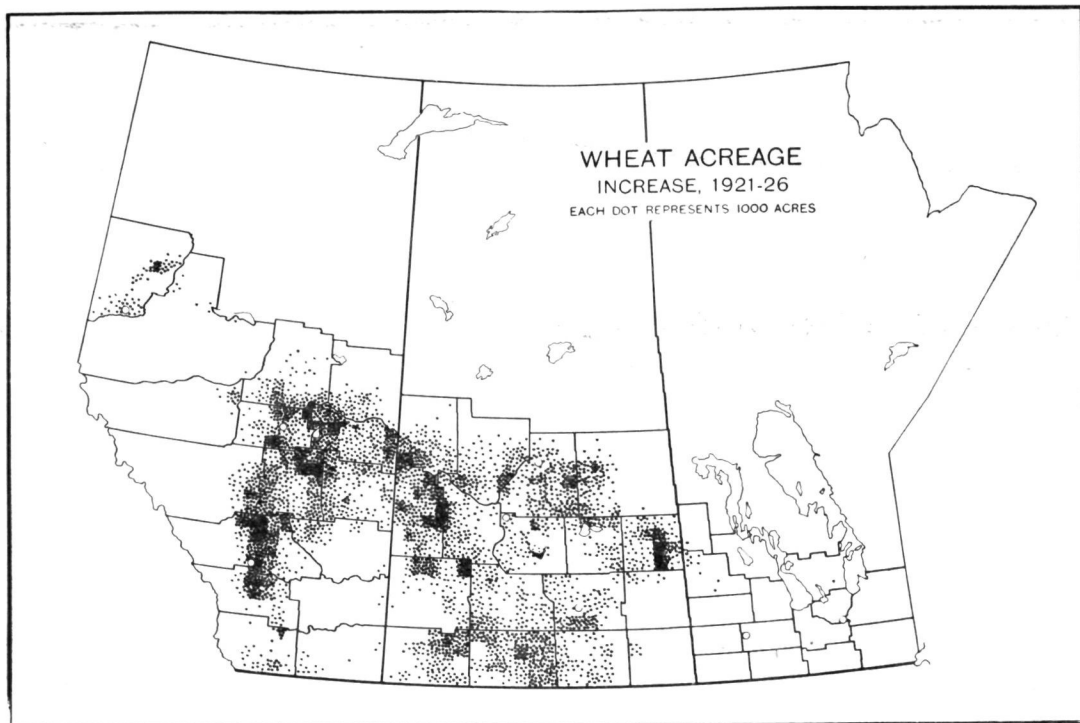 WHEAT ACREAGE
INCREASE, 1921-26
EACH DOT REPRESENTS 1000 ACRES